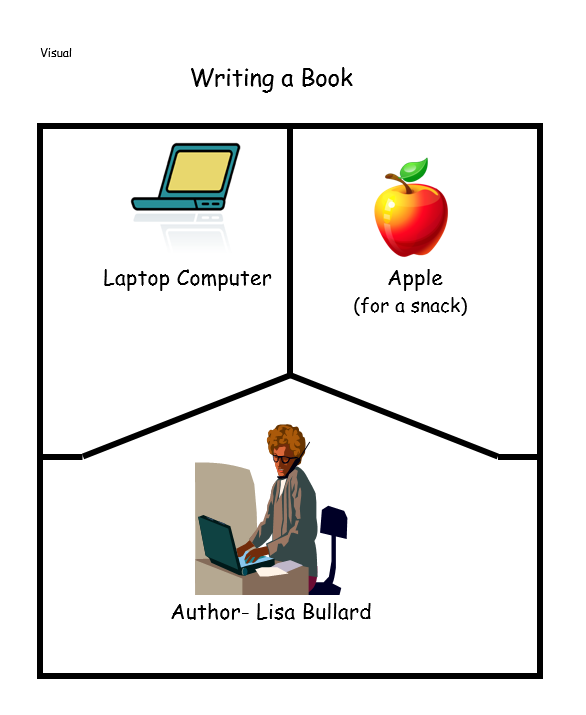 Visual
Writing a Book
Laptop Computer
Apple
(for a snack)
Author- Lisa Bullard